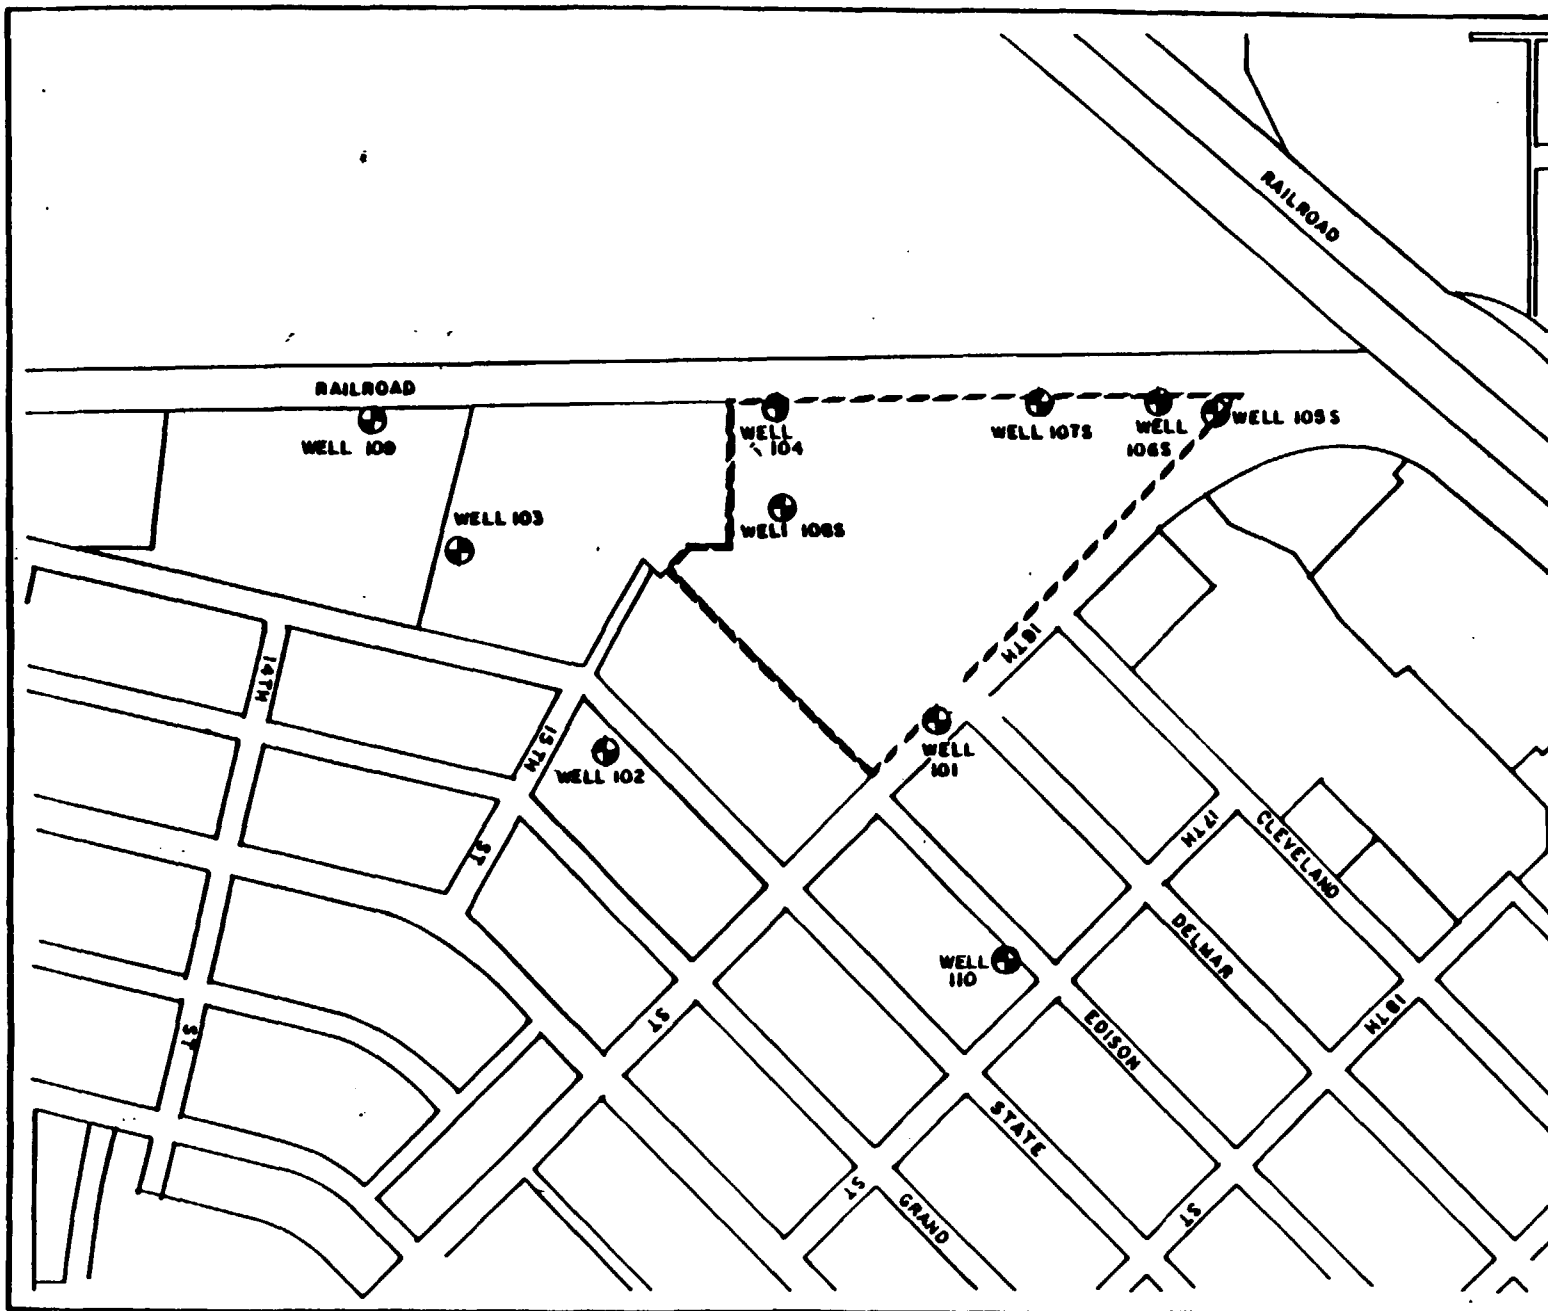 RAILROAD
RAILROAD
WELL 109
WELL
104
WELL 107S
WELL
106S
WELL 105S
WELL 103
WELL 108S
16TH
14TH
15TH
WELL 102
WELL
101
17TH
CLEVELAND
ST
DELMAR
WELL
110
18TH
ST
ST
EDISON
STATE
ST
GRAND
ST